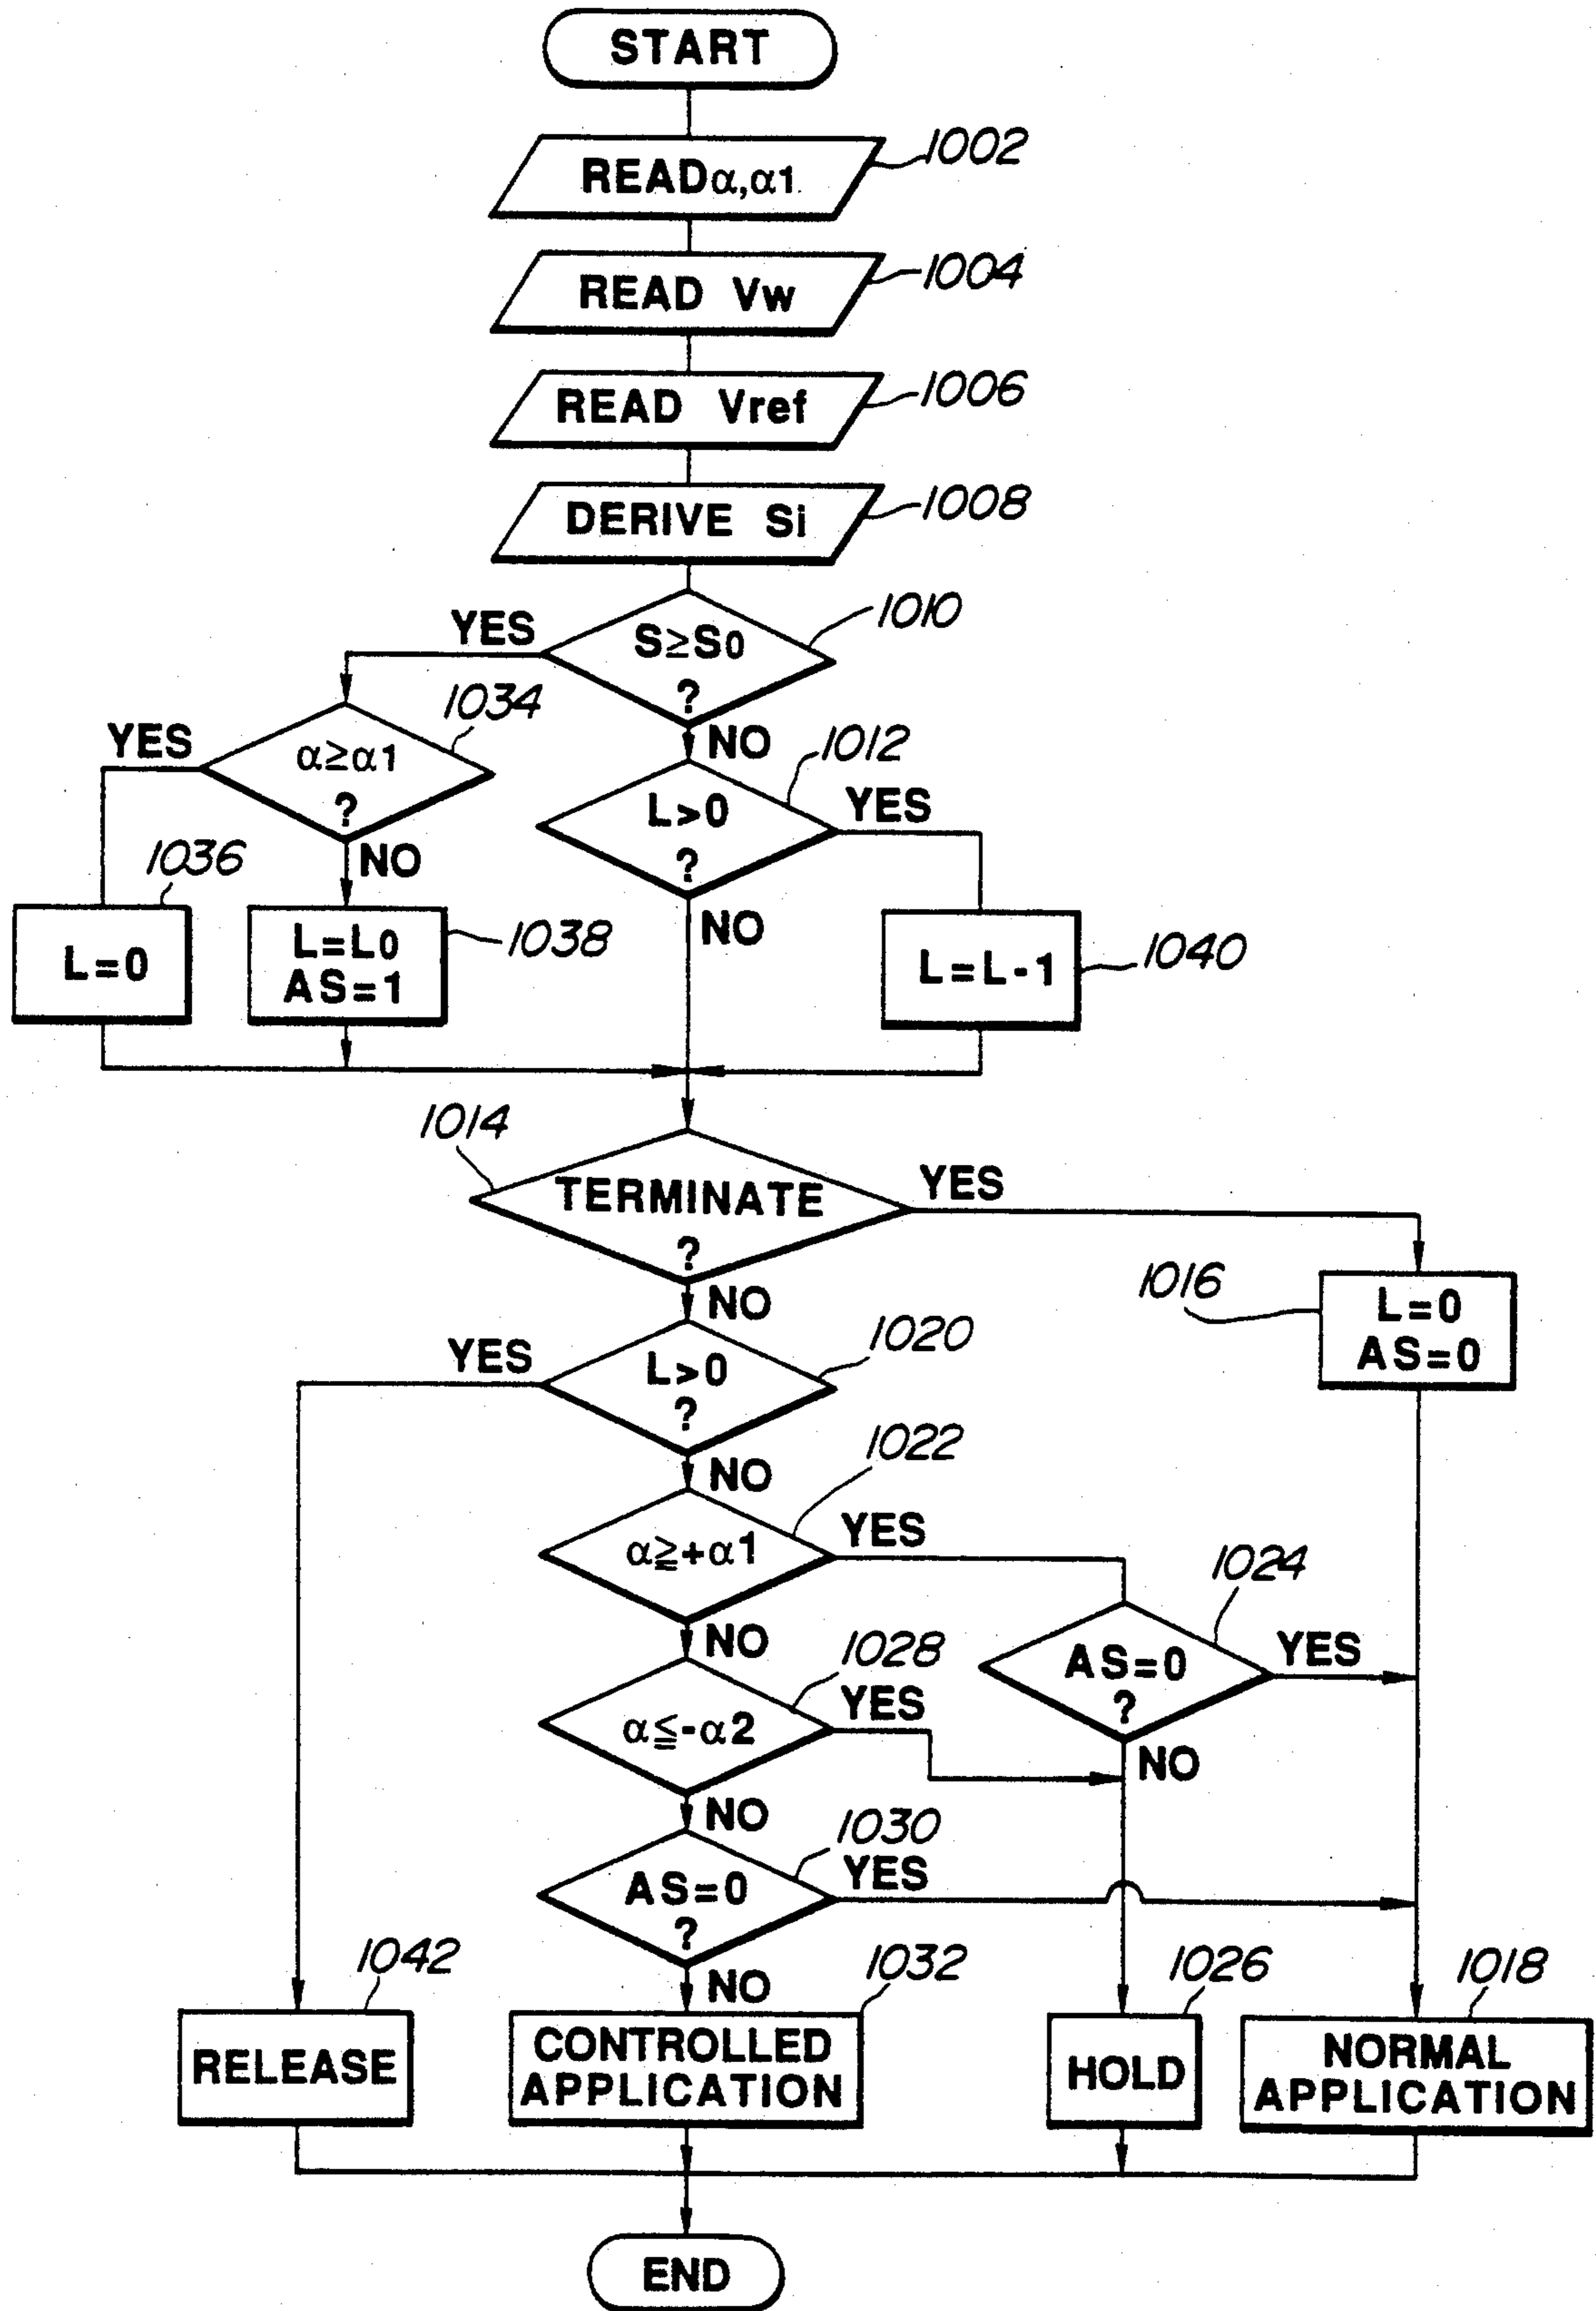 START
READ α, α1
1002
READ Vw
1004
READ Vref
1006
DERIVE Si
1008
S≥S0
?
1010
YES
NO
α≥α1
?
1034
YES
NO
L>0
?
1012
YES
NO
1036
L=0
L=L0
AS=1
1038
L=L-1
1040
1014
TERMINATE
?
YES
NO
1016
L=0
AS=0
L>0
?
1020
YES
NO
α≧+α1
1022
YES
NO
AS=0
?
1024
YES
NO
α≦-α2
1028
YES
NO
AS=0
?
1030
YES
NO
1042
RELEASE
1032
CONTROLLED
APPLICATION
1026
HOLD
1018
NORMAL
APPLICATION
END